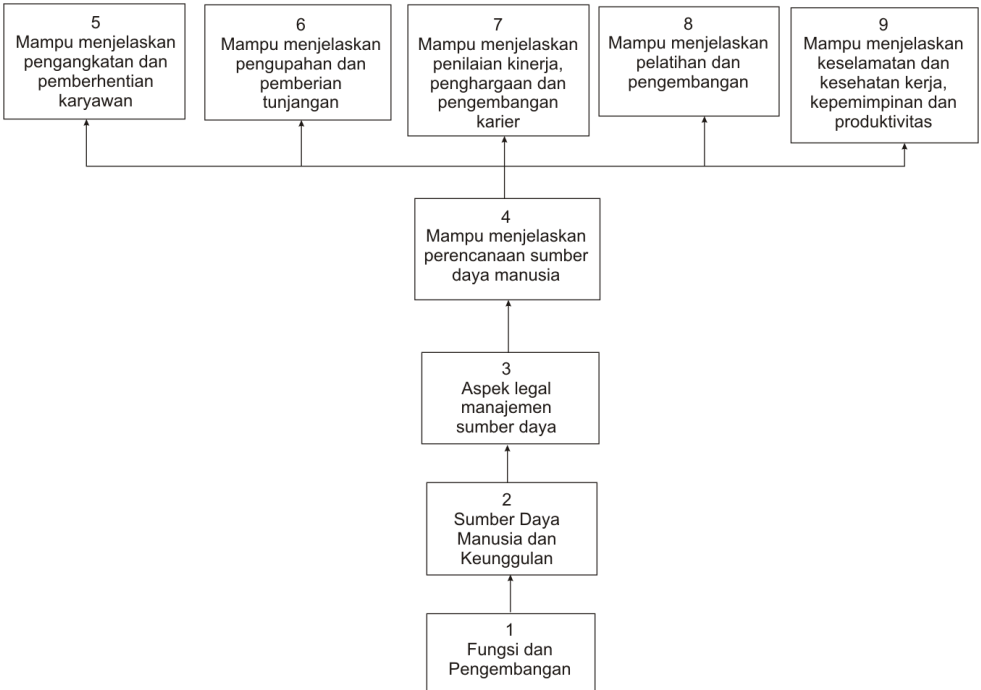 5
Mampu menjelaskan
pengangkatan dan
pemberhentian
karyawan
6
Mampu menjelaskan
pengupahan dan
pemberian
tunjangan
7
Mampu menjelaskan
penilaian kinerja,
penghargaan dan
pengembangan
karier
8
Mampu menjelaskan
pelatihan dan
pengembangan
9
Mampu menjelaskan
keselamatan dan
kesehatan kerja,
kepemimpinan dan
produktivitas
4
Mampu menjelaskan
perencanaan sumber
daya manusia
3
Aspek legal
manajemen
sumber daya
2
Sumber Daya
Manusia dan
Keunggulan
1
Fungsi dan
Pengembangan